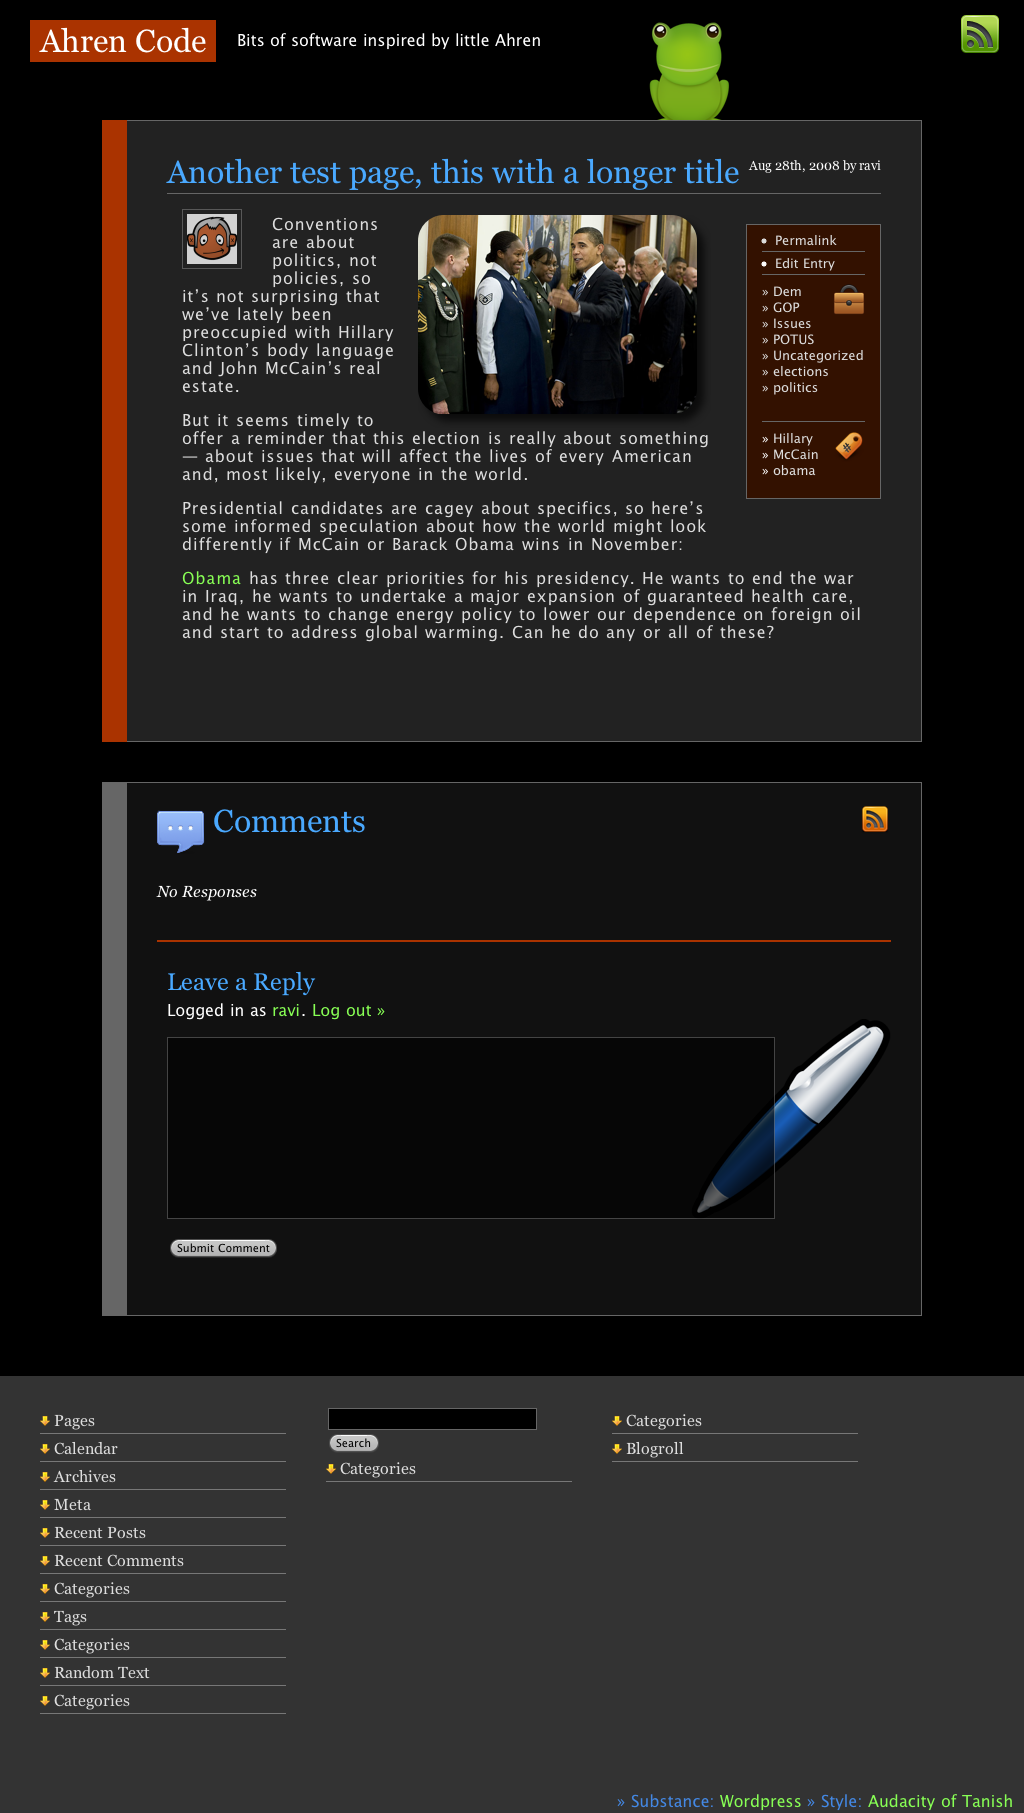 Ahren Code
Bits of software inspired by little Ahren
Another test page, this with a longer title
Aug 28th, 2008 by ravi
Conventions
are about
politics, not
policies, so
it's not surprising that
we've lately been
preoccupied with Hillary
Clinton's body language
and John McCain's real
estate.
But it seems timely to
offer a reminder that this election is really about something
— about issues that will affect the lives of every American
and, most likely, everyone in the world.
Presidential candidates are cagey about specifics, so here's
some informed speculation about how the world might look
differently if McCain or Barack Obama wins in November:
Obama has three clear priorities for his presidency. He wants to end the war
in Iraq, he wants to undertake a major expansion of guaranteed health care,
and he wants to change energy policy to lower our dependence on foreign oil
and start to address global warming. Can he do any or all of these?
• Permalink
• Edit Entry
» Dem
» GOP
» Issues
» POTUS
» Uncategorized
» elections
» politics
» Hillary
» McCain
» obama
Comments
No Responses
Leave a Reply
Logged in as ravi. Log out »
Submit Comment
Pages
Calendar
Archives
Meta
Recent Posts
Recent Comments
Categories
Tags
Categories
Random Text
Categories
Search
Categories
Categories
Blogroll
» Substance: Wordpress » Style: Audacity of Tanish